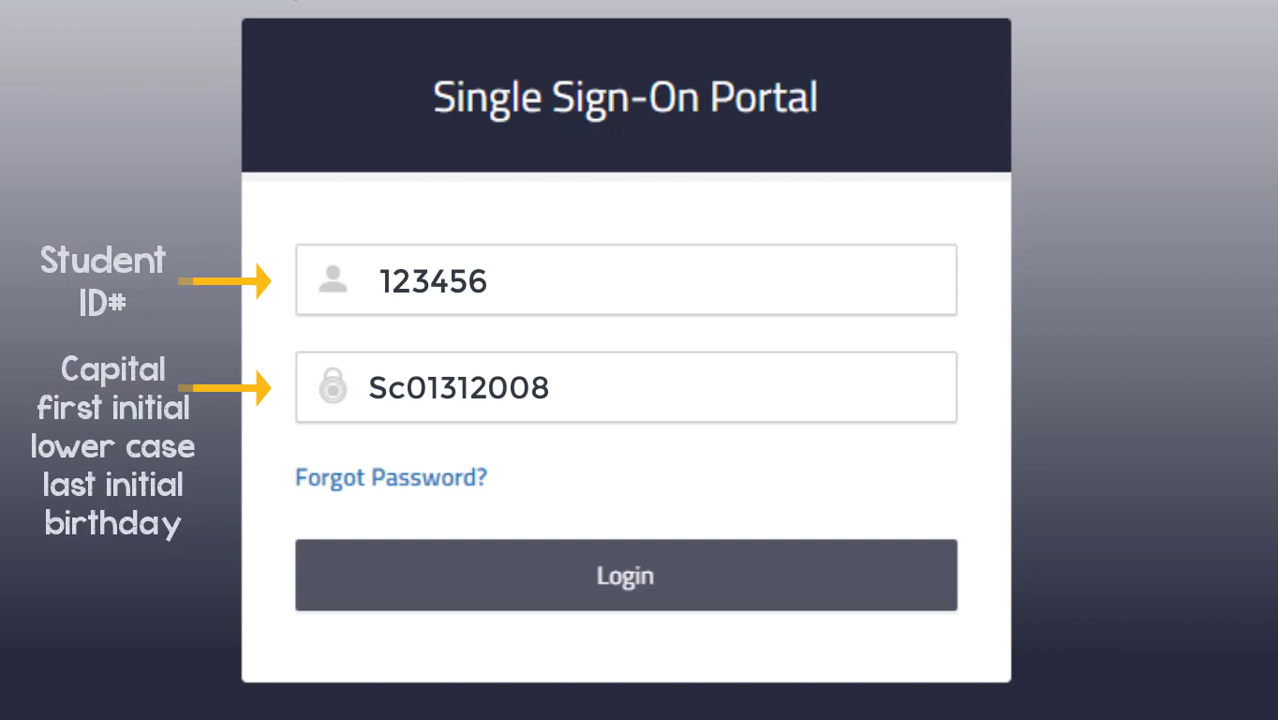 Single Sign-On Portal
Student
ID#
123456
Capital
first initial
lower case
last initial
birthday
Sc01312008
Forgot Password?
Login